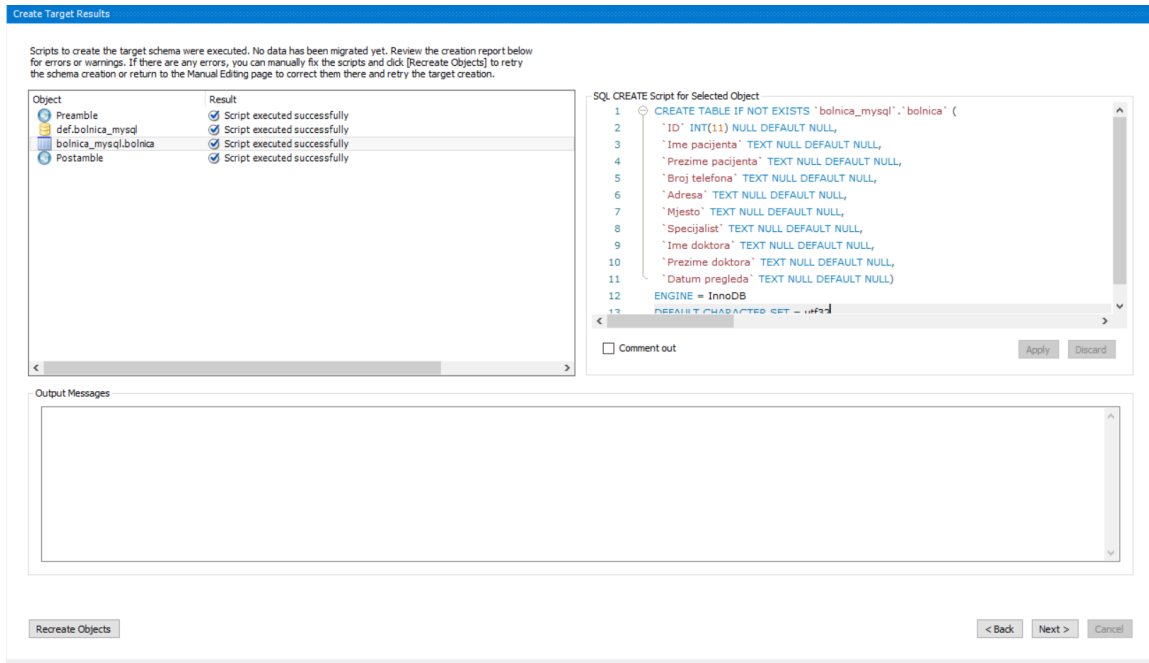 Create Target Results
Scripts to create the target schema were executed. No data has been migrated yet. Review the creation report below
for errors or warnings. If there are any errors, you can manually fix the scripts and click [Recreate Objects] to retry
the schema creation or return to the Manual Editing page to correct them there and retry the target creation.
Object Result
Preamble Script executed successfully
def.bolnica_mysql Script executed successfully
bolnica_mysql.bolnica Script executed successfully
Postamble Script executed successfully
SQL CREATE Script for Selected Object
1 CREATE TABLE IF NOT EXISTS `bolnica_mysql`.`bolnica` (
2 `ID` INT(11) NULL DEFAULT NULL,
3 `Ime pacijenta` TEXT NULL DEFAULT NULL,
4 `Prezime pacijenta` TEXT NULL DEFAULT NULL,
5 `Broj telefona` TEXT NULL DEFAULT NULL,
6 `Adresa` TEXT NULL DEFAULT NULL,
7 `Mjesto` TEXT NULL DEFAULT NULL,
8 `Specijalist` TEXT NULL DEFAULT NULL,
9 `Ime doktora` TEXT NULL DEFAULT NULL,
10 `Prezime doktora` TEXT NULL DEFAULT NULL,
11 `Datum pregleda` TEXT NULL DEFAULT NULL)
12 ENGINE = InnoDB
13 DEFAULT CHARACTER SET = utf32
Comment out
Apply Discard
Output Messages
Recreate Objects
< Back Next > Cancel